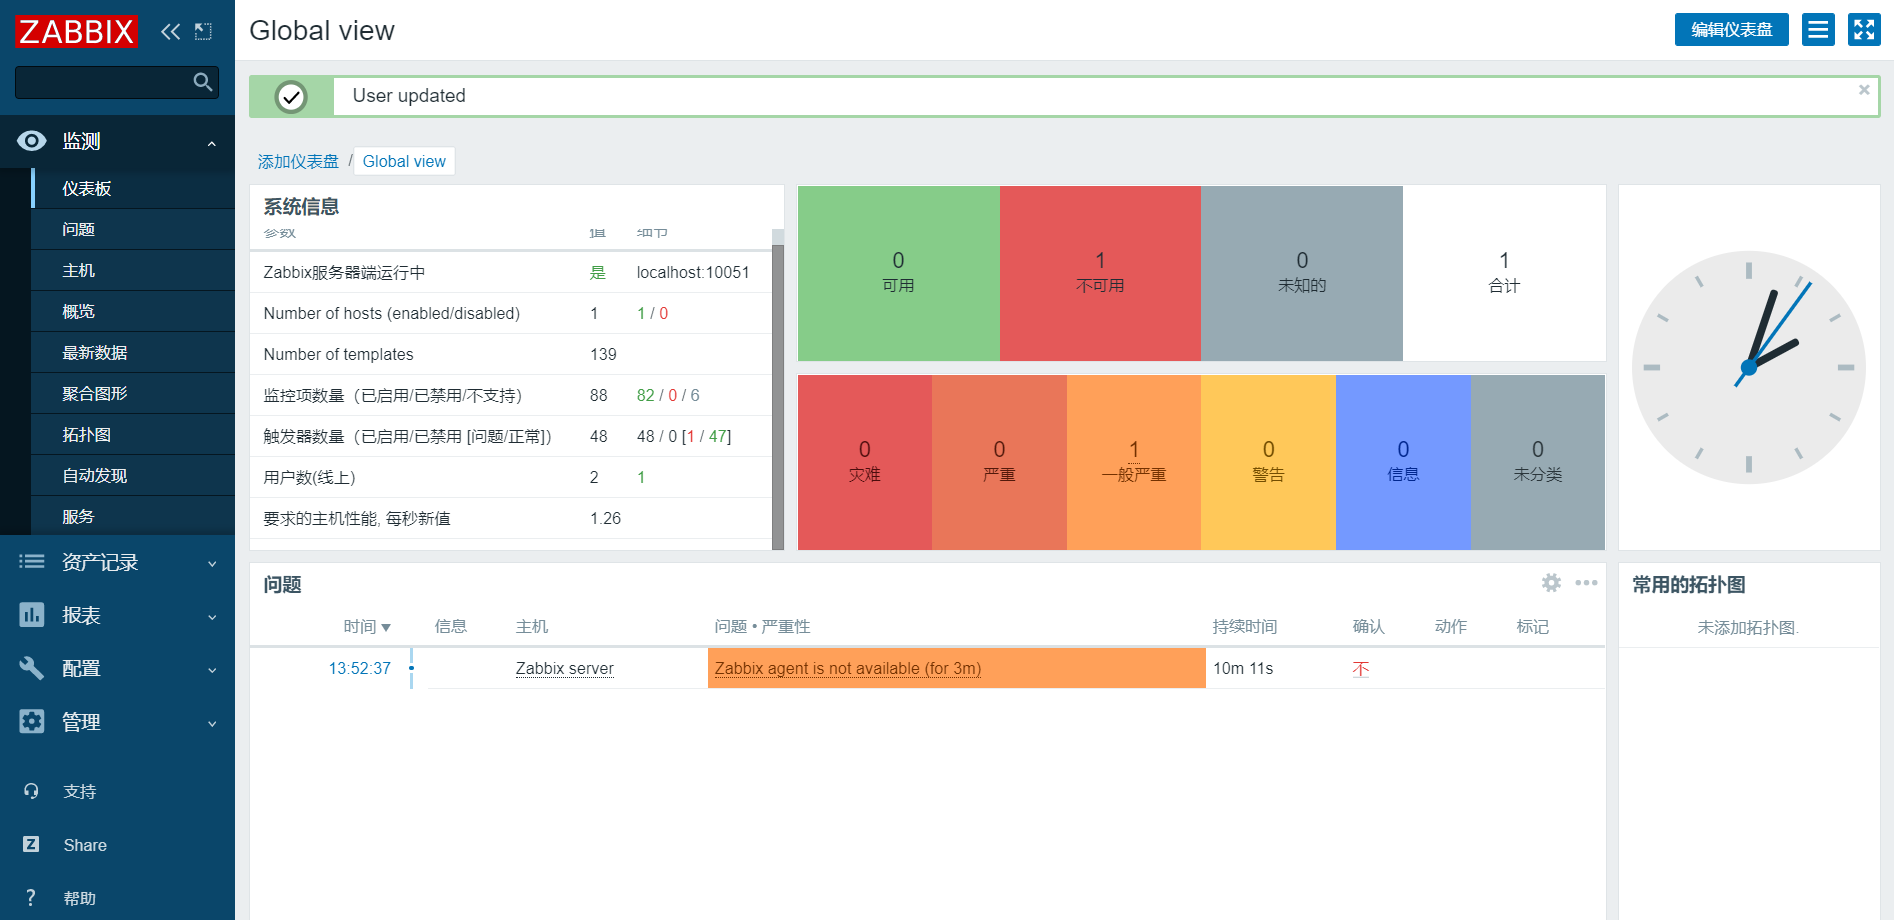 ZABBIX
Global view
编辑仪表盘
User updated
添加仪表盘 / Global view
监测
仪表板
问题
主机
概览
最新数据
聚合图形
拓扑图
自动发现
服务
资产记录
报表
配置
管理
支持
Share
帮助
系统信息
参数 值 细节
Zabbix服务器端运行中 是 localhost:10051
Number of hosts (enabled/disabled) 1 1 / 0
Number of templates 139
监控项数量（已启用/已禁用/不支持） 88 82 / 0 / 6
触发器数量（已启用/已禁用 [问题/正常]） 48 48 / 0 [1 / 47]
用户数(线上) 2 1
要求的主机性能, 每秒新值 1.26
0 1 0 1
可用 不可用 未知的 合计
0 0 1 0 0 0
灾难 严重 一般严重 警告 信息 未分类
问题
时间 信息 主机 问题 • 严重性 持续时间 确认 动作 标记
13:52:37 Zabbix server Zabbix agent is not available (for 3m) 10m 11s 不
常用的拓扑图
未添加拓扑图.